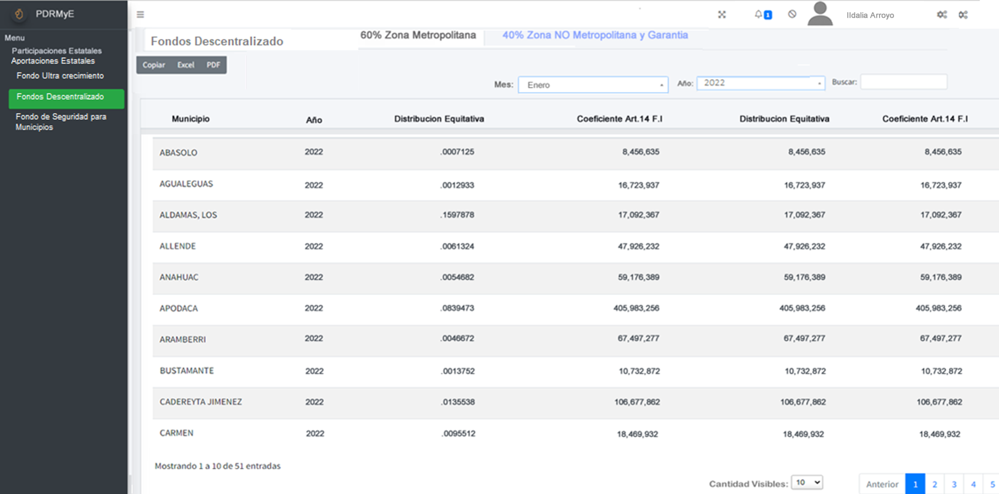 PDRMyE
1
Ildalia Arroyo
Menu
Participaciones Estatales
Aportaciones Estatales
Fondo Ultra crecimiento
Fondos Descentralizado
Fondo de Seguridad para
Municipios
Fondos Descentralizado
60% Zona Metropolitana
40% Zona NO Metropolitana y Garantia
Copiar Excel PDF
Mes: Enero Año: 2022 Buscar:
Municipio Año Distribucion Equitativa Coeficiente Art.14 F.I Distribucion Equitativa Coeficiente Art.14 F.I
ABASOLO 2022 .0007125 8,456,635 8,456,635 8,456,635
AGUALEGUAS 2022 .0012933 16,723,937 16,723,937 16,723,937
ALDAMAS, LOS 2022 .1597878 17,092,367 17,092,367 17,092,367
ALLENDE 2022 .0061324 47,926,232 47,926,232 47,926,232
ANAHUAC 2022 .0054682 59,176,389 59,176,389 59,176,389
APODACA 2022 .0839473 405,983,256 405,983,256 405,983,256
ARAMBERRI 2022 .0046672 67,497,277 67,497,277 67,497,277
BUSTAMANTE 2022 .0013752 10,732,872 10,732,872 10,732,872
CADEREYTA JIMENEZ 2022 .0135538 106,677,862 106,677,862 106,677,862
CARMEN 2022 .0095512 18,469,932 18,469,932 18,469,932
Mostrando 1 a 10 de 51 entradas
Cantidad Visibles: 10 Anterior 1 2 3 4 5